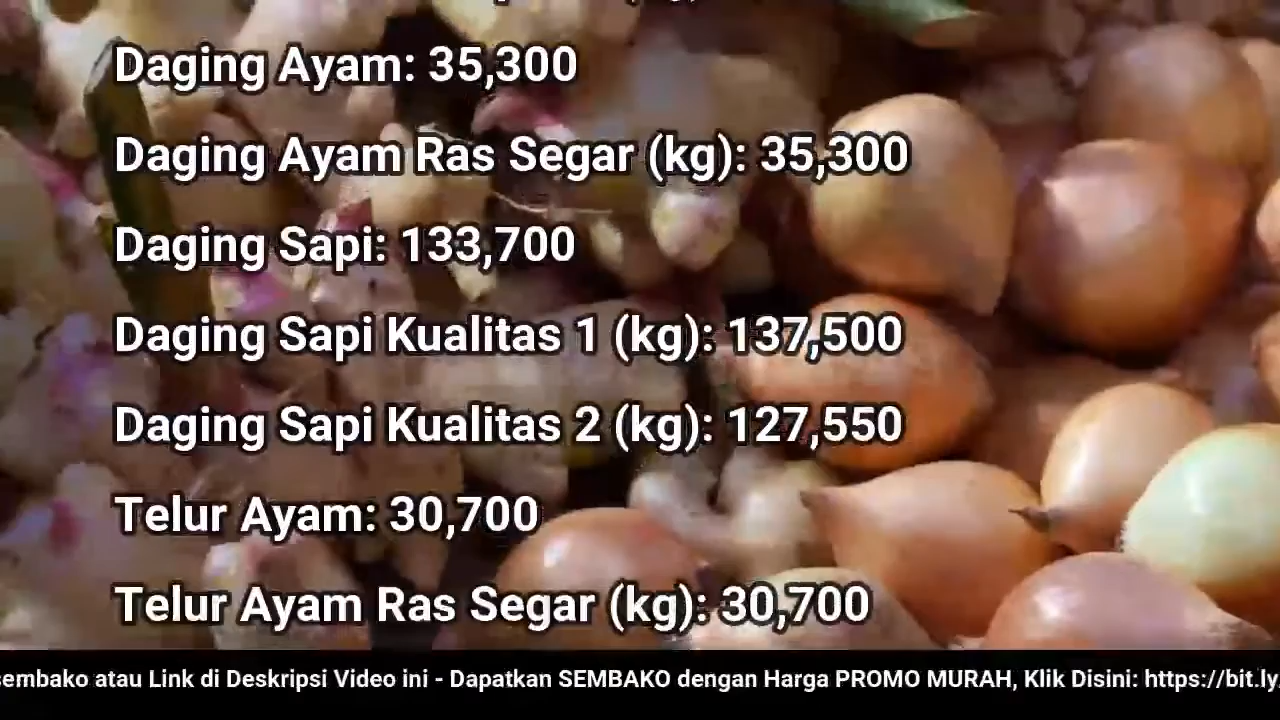 Daging Ayam: 35,300
Daging Ayam Ras Segar (kg): 35,300
Daging Sapi: 133,700
Daging Sapi Kualitas 1 (kg): 137,500
Daging Sapi Kualitas 2 (kg): 127,550
Telur Ayam: 30,700
Telur Ayam Ras Segar (kg): 30,700
sembako atau Link di Deskripsi Video ini - Dapatkan SEMBAKO dengan Harga PROMO MURAH, Klik Disini: https://bit.ly